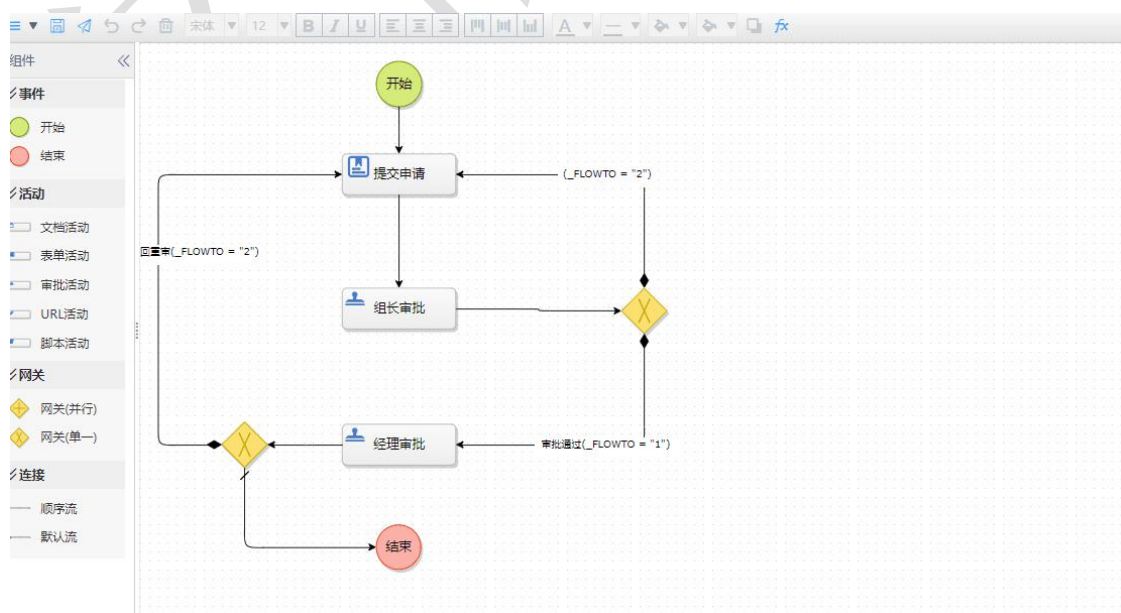 宋体 12 B I U A fx
组件
事件
开始
结束
活动
文档活动
表单活动
审批活动
URL活动
脚本活动
网关
网关(并行)
网关(单一)
连接
顺序流
默认流
开始
提交申请
(_FLOWTO = "2")
回重审(_FLOWTO = "2")
组长审批
经理审批
审批通过(_FLOWTO = "1")
结束